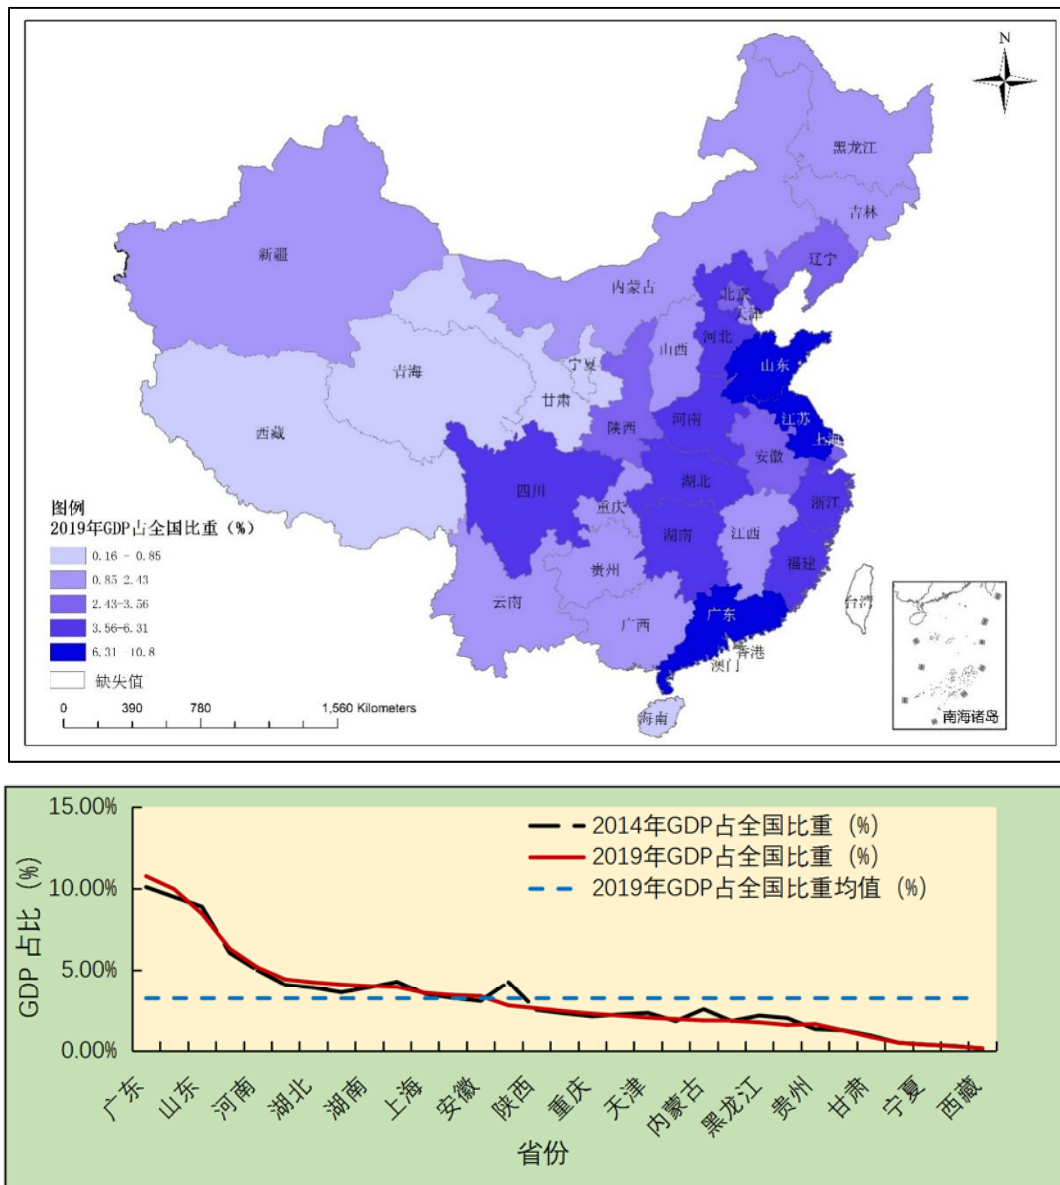 N
黑龙江
吉林
新疆
辽宁
内蒙古
北京
天津
河北
山西
山东
宁夏
青海
甘肃
西藏
陕西
河南
江苏
上海
安徽
四川
湖北
重庆
浙江
湖南
江西
贵州
福建
云南
广西
广东
台湾
香港
澳门
海南
南海诸岛
图例
2019年GDP占全国比重(%)
0.16 - 0.85
0.85 2.43
2.43-3.56
3.56-6.31
6.31 -10.8
缺失值
0 390 780 1,560 Kilometers
15.00%
10.00%
5.00%
0.00%
GDP 占比 (%)
2014年GDP占全国比重 (%)
2019年GDP占全国比重 (%)
2019年GDP占全国比重均值 (%)
广东 山东 河南 湖北 湖南 上海 安徽 陕西 重庆 天津 内蒙古 黑龙江 贵州 甘肃 宁夏 西藏
省份